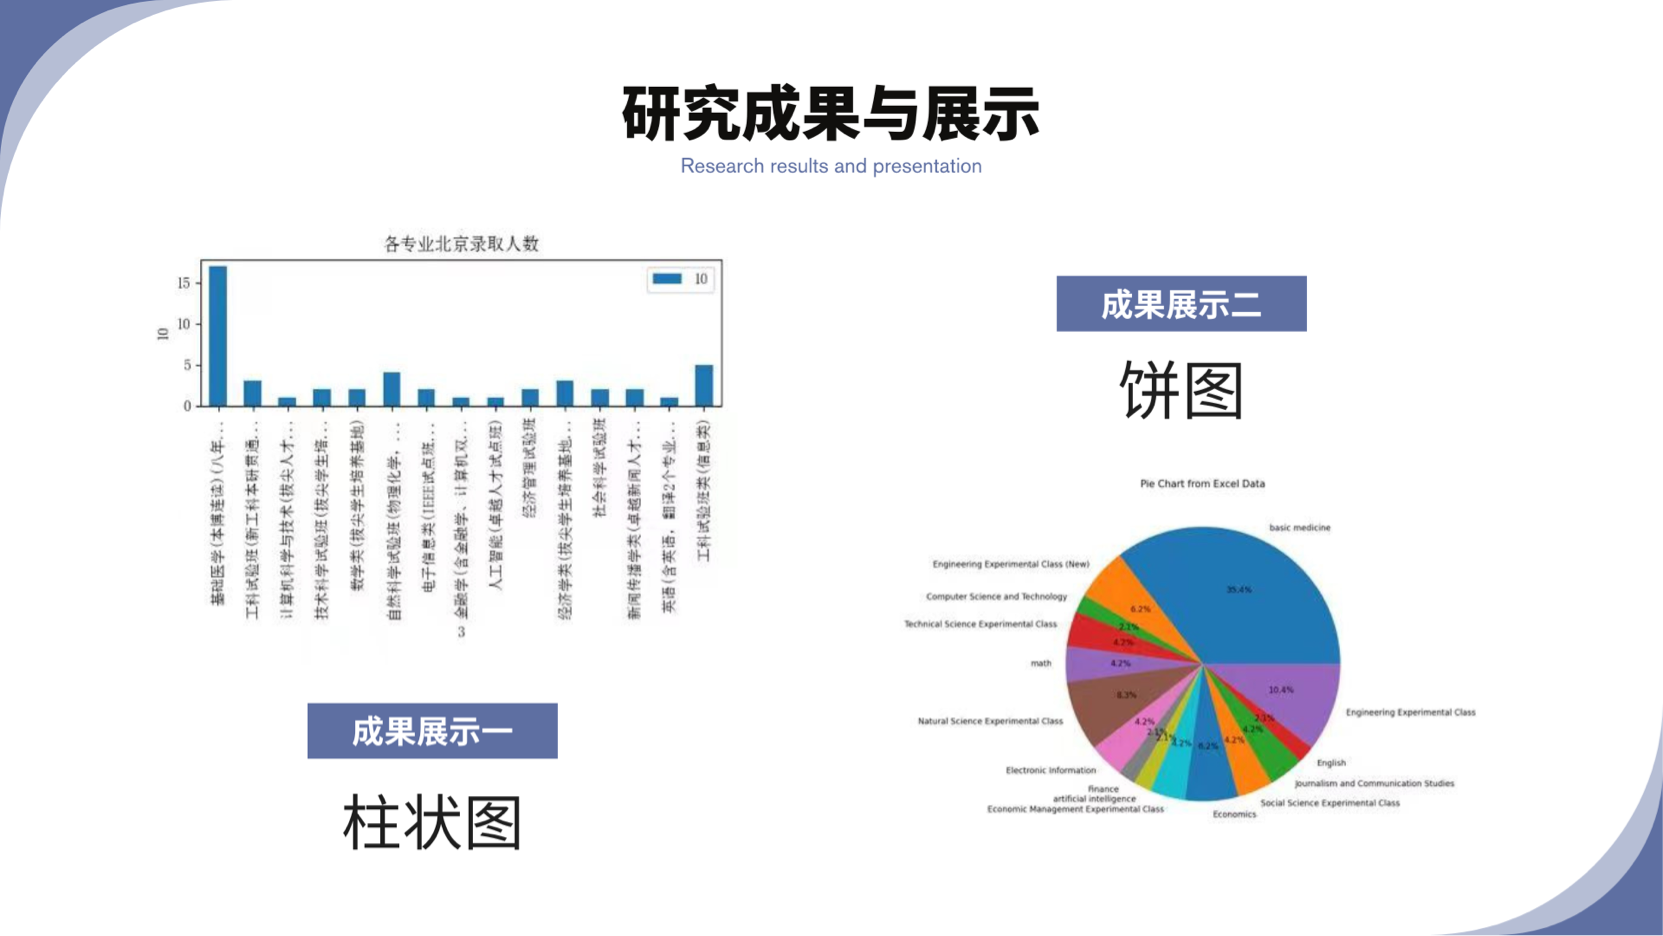 研究成果与展示
Research results and presentation
各专业北京录取人数
10
15
10
5
0
10
基础医学(本博连读)(八年...
工科试验班(新工科本研贯通...
计算机科学与技术(拔尖人才...
技术科学试验班(拔尖学生培...
数学类(拔尖学生培养基地)
自然科学试验班(物理化学，...
电子信息类(IEEE试点班...
金融学(含金融学、计算机双...
人工智能(卓越人才试点班)
经济管理试验班
经济学类(拔尖学生培养基地...
社会科学试验班
新闻传播学类(卓越新闻人才...
英语(含英语，翻译2个专业...
工科试验班类(信息类)
3
成果展示一
柱状图
成果展示二
饼图
Pie Chart from Excel Data
basic medicine
35.4%
Engineering Experimental Class (New)
6.2%
Computer Science and Technology
2.1%
Technical Science Experimental Class
4.2%
math
4.2%
Natural Science Experimental Class
8.3%
Electronic Information
4.2%
Finance
2.1%
artificial intelligence
2.1%
Economic Management Experimental Class
4.2%
Economics
6.2%
Social Science Experimental Class
4.2%
Journalism and Communication Studies
4.2%
English
2.1%
Engineering Experimental Class
10.4%